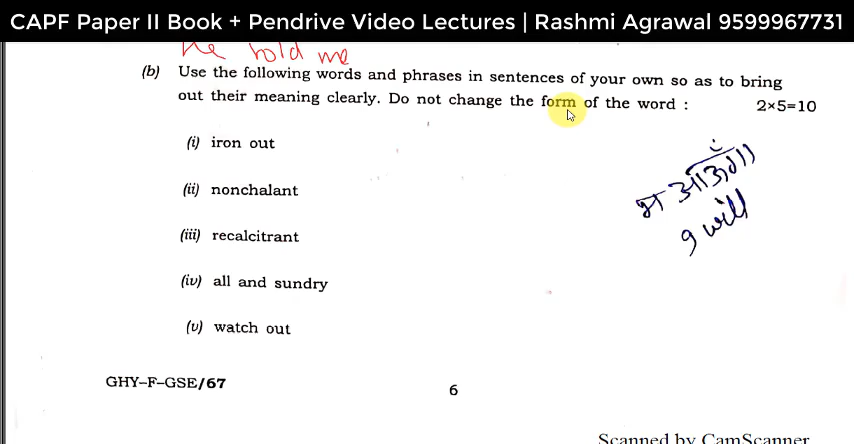 CAPF Paper II Book + Pendrive Video Lectures | Rashmi Agrawal 9599967731
he hold me
(b) Use the following words and phrases in sentences of your own so as to bring
out their meaning clearly. Do not change the form of the word : 2×5=10
(i) iron out
(ii) nonchalant
(iii) recalcitrant
(iv) all and sundry
(v) watch out
I will
GHY–F–GSE/67
6
Scanned by CamScanner